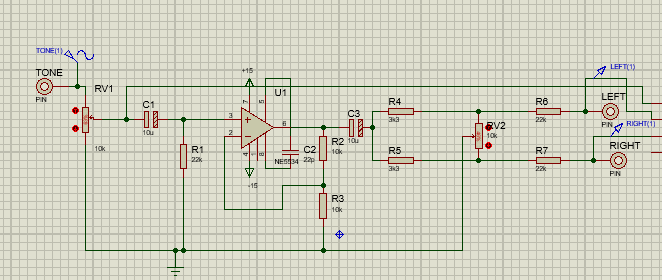 TONE(1)
TONE
PIN
RV1
10k
C1
10u
R1
22k
+15
U1
3
2
6
7
5
4
1
8
-15
NE5534
C2
22p
R2
10k
R3
10k
C3
10u
R4
3k3
R5
3k3
RV2
10k
R6
22k
R7
22k
LEFT(1)
LEFT
PIN
RIGHT(1)
RIGHT
PIN